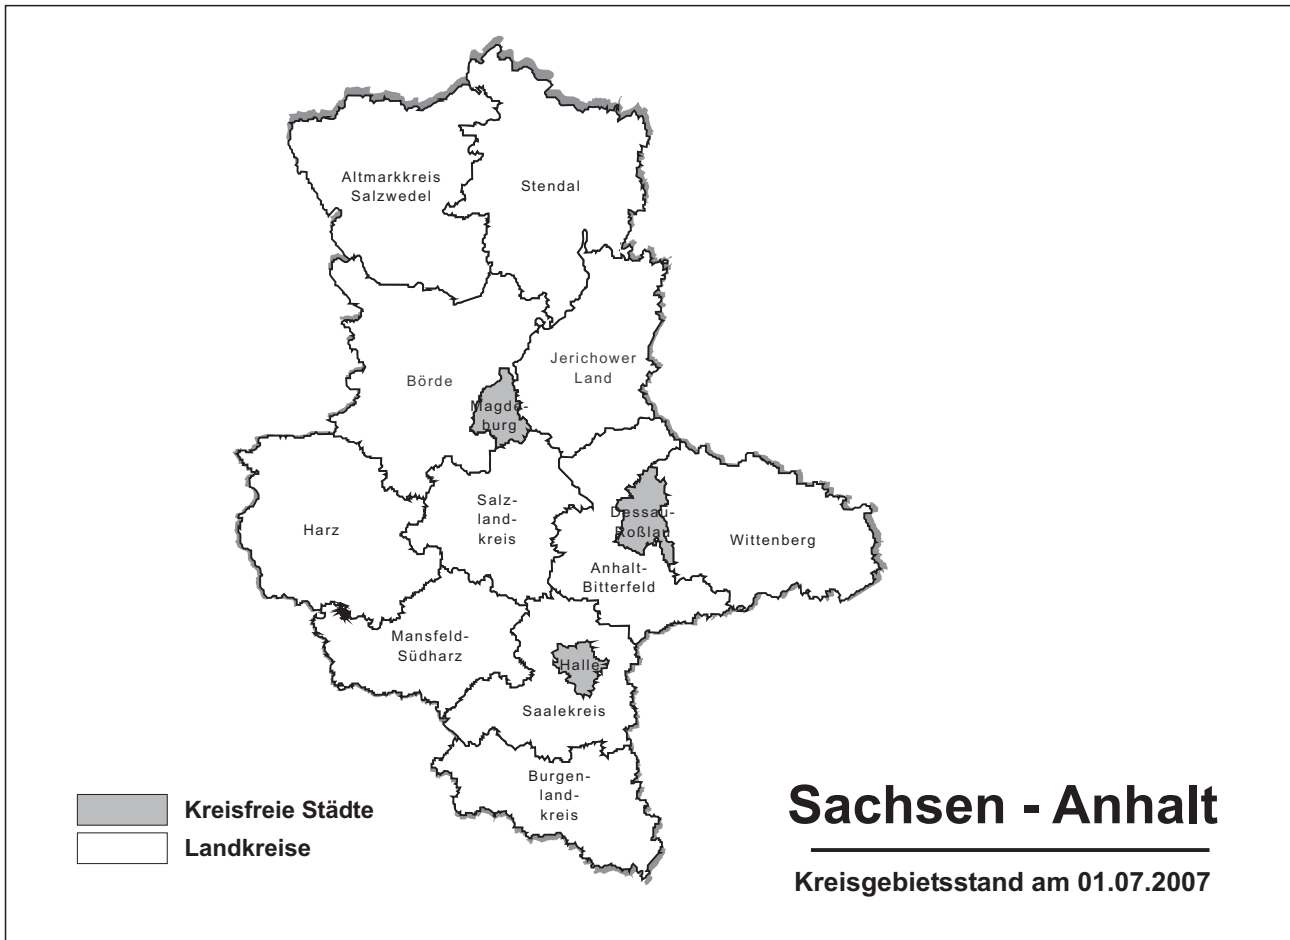 Altmarkkreis
Salzwedel
Stendal
Jerichower
Land
Börde
Magde-
burg
Salz-
land-
kreis
Harz
Dessau-
Roßlau
Wittenberg
Anhalt-
Bitterfeld
Mansfeld-
Südharz
Halle
Saalekreis
Burgen-
land-
kreis
Kreisfreie Städte
Landkreise
Sachsen - Anhalt
Kreisgebietsstand am 01.07.2007